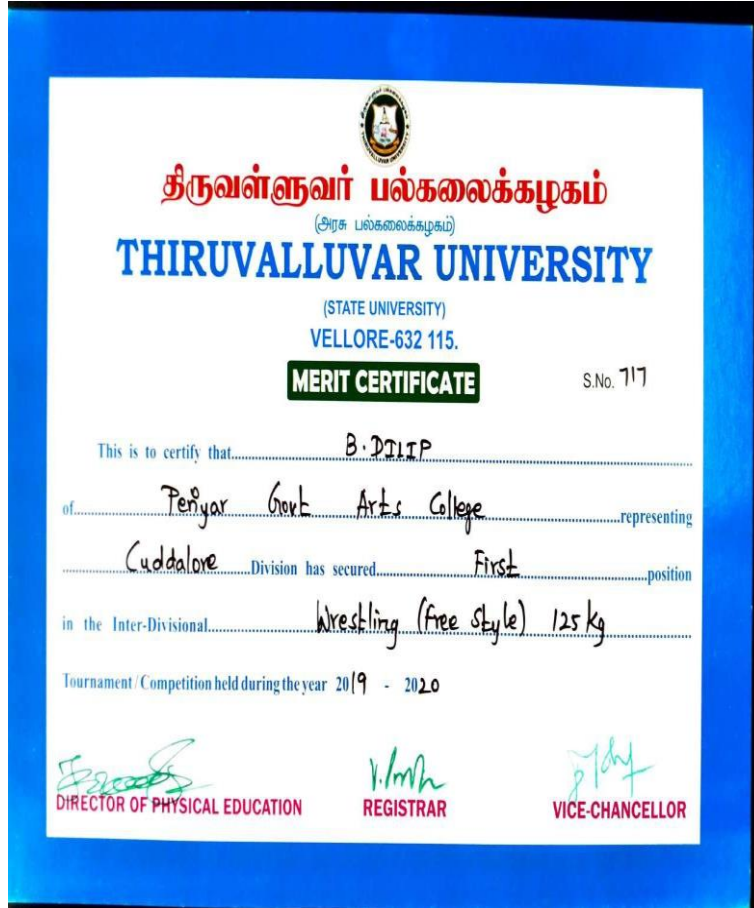 திருவள்ளுவர் பல்கலைக்கழகம்
(அரசு பல்கலைக்கழகம்)
THIRUVALLUVAR UNIVERSITY
(STATE UNIVERSITY)
VELLORE-632 115.
MERIT CERTIFICATE
S.No. 717
This is to certify that B. DILIP
of Periyar Govt Arts College representing
Cuddalore Division has secured First position
in the Inter-Divisional Wrestling (Free Style) 125 kg
Tournament/Competition held during the year 2019 - 2020
DIRECTOR OF PHYSICAL EDUCATION REGISTRAR VICE-CHANCELLOR